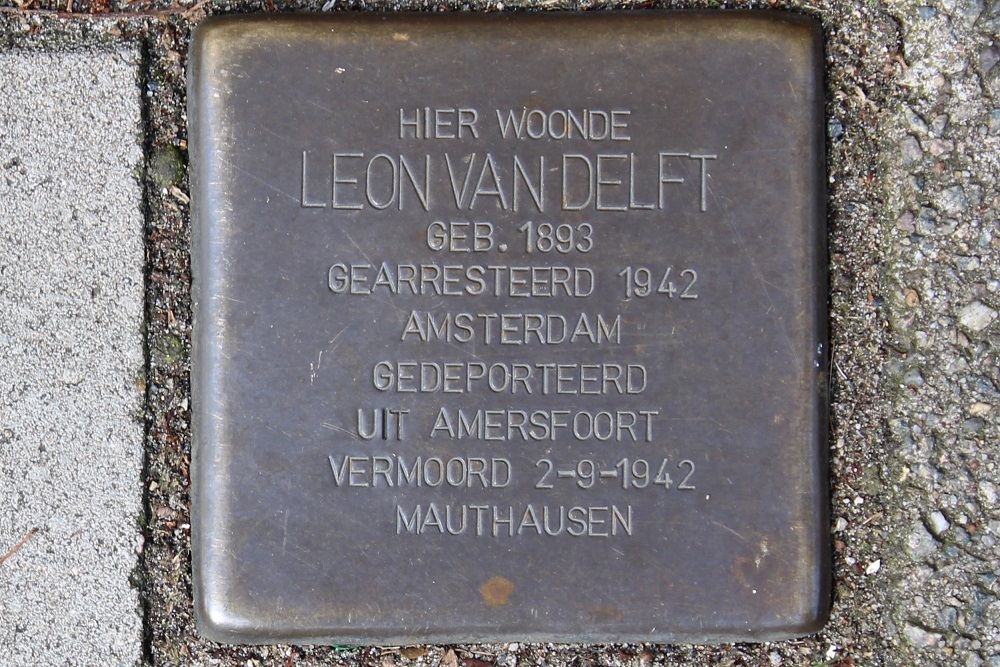 HIER WOONDE
LEON VAN DELFT
GEB. 1893
GEARRESTEERD 1942
AMSTERDAM
GEDEPORTEERD
UIT AMERSFOORT
VERMOORD 2-9-1942
MAUTHAUSEN